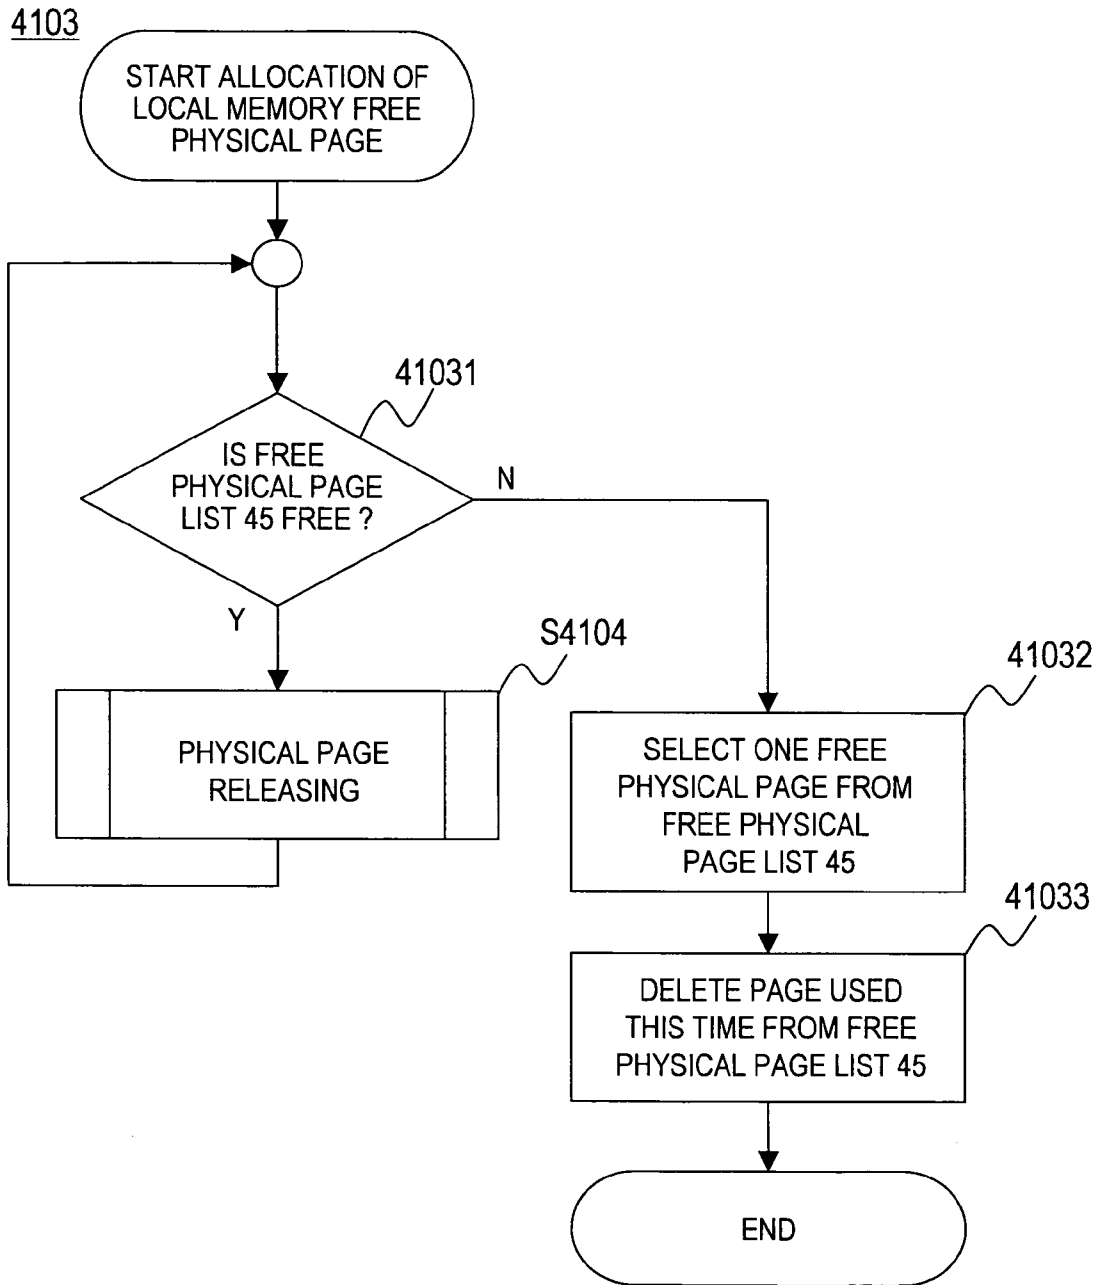 4103
START ALLOCATION OF
LOCAL MEMORY FREE
PHYSICAL PAGE
41031
IS FREE
PHYSICAL PAGE
LIST 45 FREE ?
N
Y
S4104
PHYSICAL PAGE
RELEASING
41032
SELECT ONE FREE
PHYSICAL PAGE FROM
FREE PHYSICAL
PAGE LIST 45
41033
DELETE PAGE USED
THIS TIME FROM FREE
PHYSICAL PAGE LIST 45
END